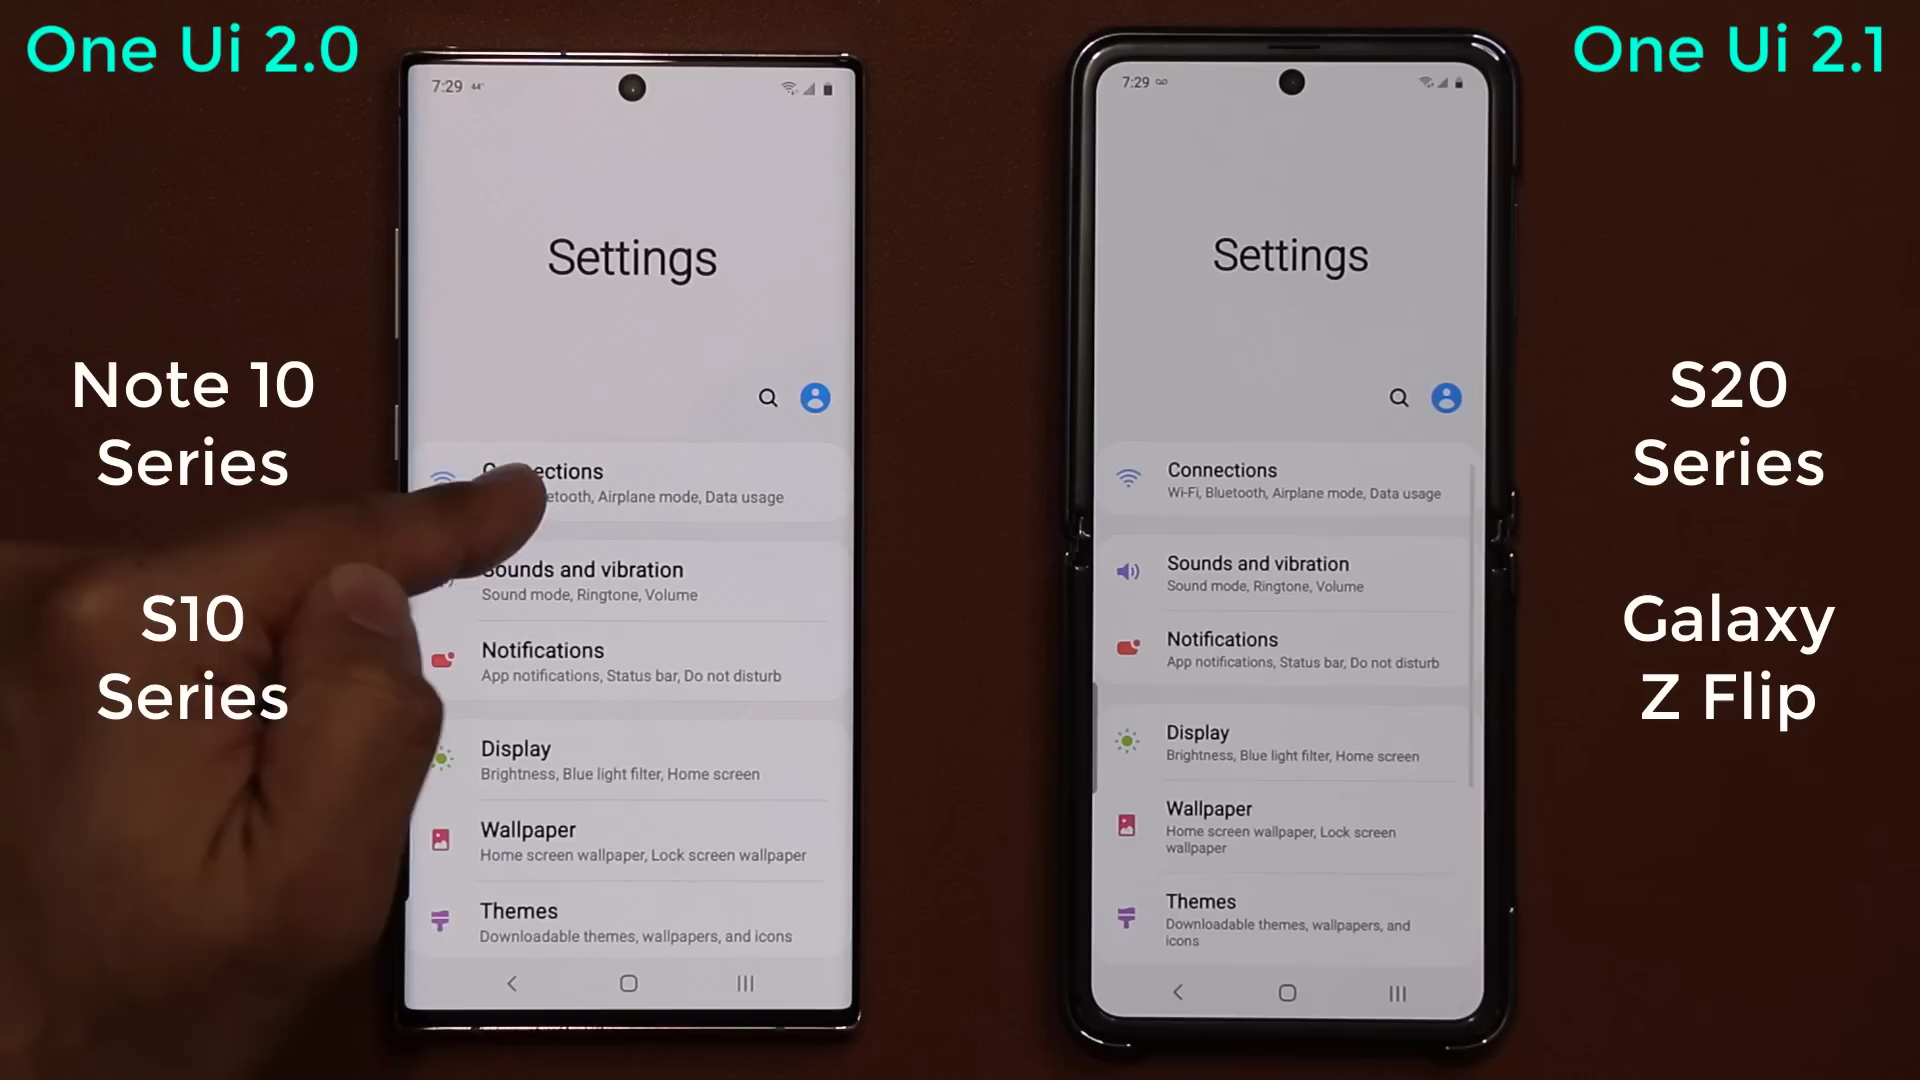 One Ui 2.0
Note 10
Series
S10
Series
7:29 44°
Settings
ections
etooth, Airplane mode, Data usage
Sounds and vibration
Sound mode, Ringtone, Volume
Notifications
App notifications, Status bar, Do not disturb
Display
Brightness, Blue light filter, Home screen
Wallpaper
Home screen wallpaper, Lock screen wallpaper
Themes
Downloadable themes, wallpapers, and icons
7:29
Settings
Connections
Wi-Fi, Bluetooth, Airplane mode, Data usage
Sounds and vibration
Sound mode, Ringtone, Volume
Notifications
App notifications, Status bar, Do not disturb
Display
Brightness, Blue light filter, Home screen
Wallpaper
Home screen wallpaper, Lock screen
wallpaper
Themes
Downloadable themes, wallpapers, and
icons
One Ui 2.1
S20
Series
Galaxy
Z Flip